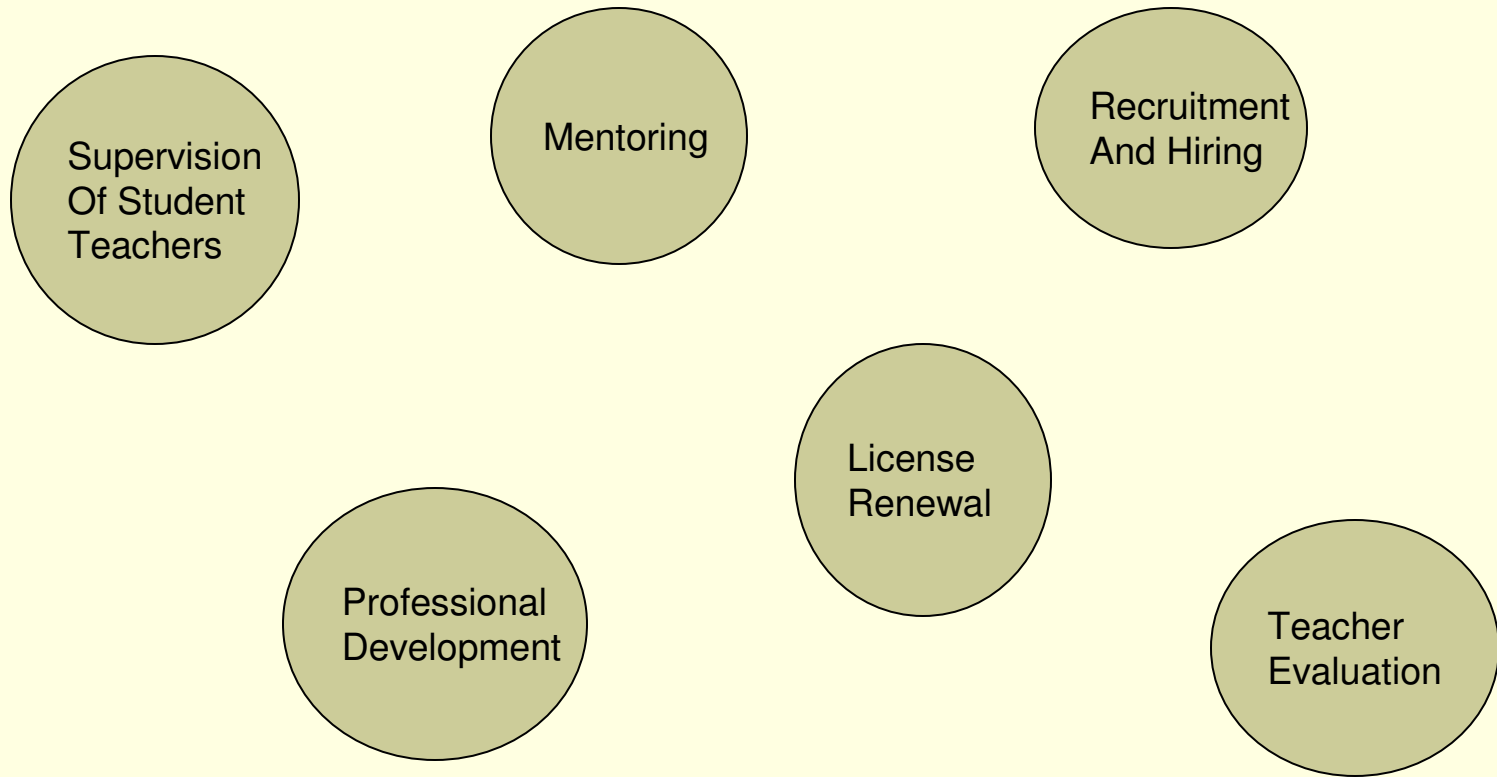 Supervision
Of Student
Teachers
Mentoring
Recruitment
And Hiring
License
Renewal
Professional
Development
Teacher
Evaluation